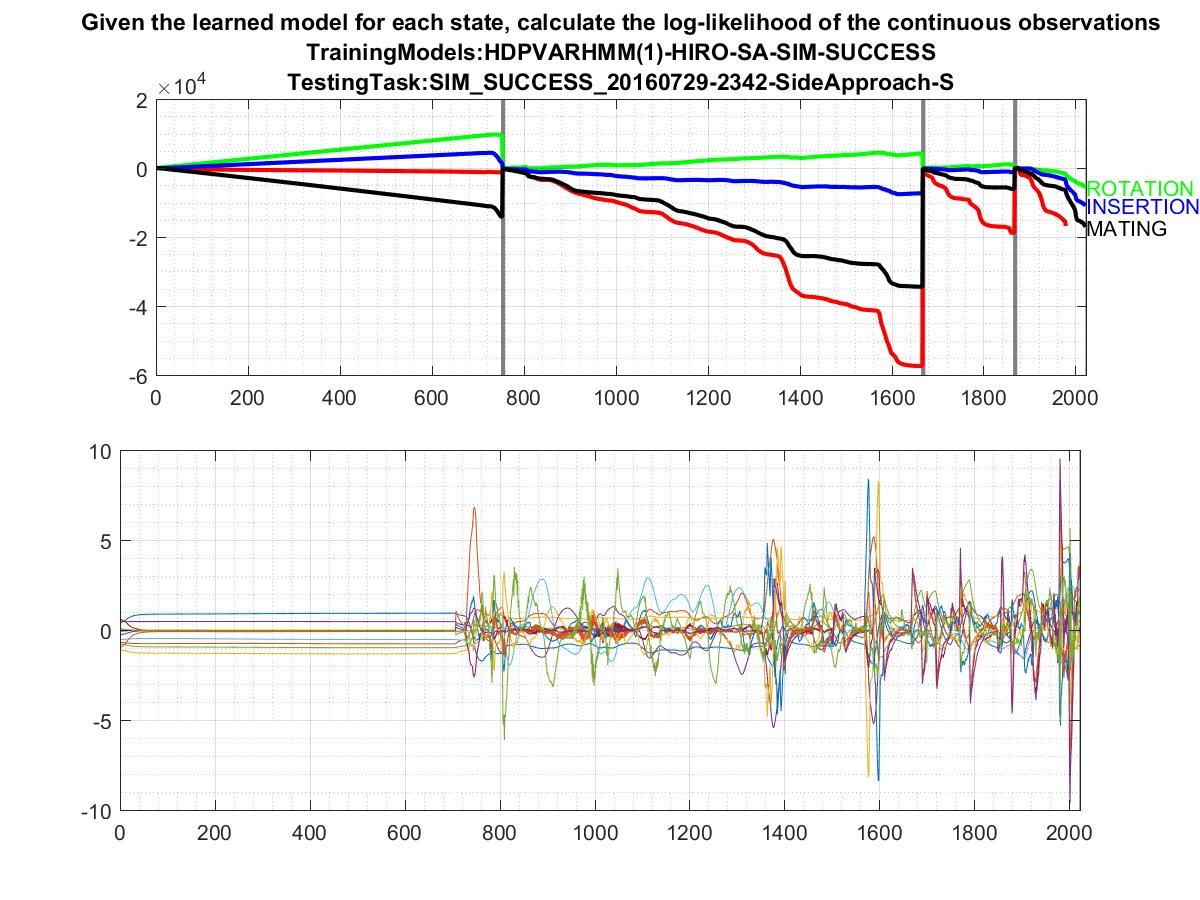 Given the learned model for each state, calculate the log-likelihood of the continuous observations
TrainingModels:HDPVARHMM(1)-HIRO-SA-SIM-SUCCESS
TestingTask:SIM_SUCCESS_20160729-2342-SideApproach-S
×10^4
2
0
-2
-4
-6
ROTATION
INSERTION
MATING
0 200 400 600 800 1000 1200 1400 1600 1800 2000
10
5
0
-5
-10
0 200 400 600 800 1000 1200 1400 1600 1800 2000